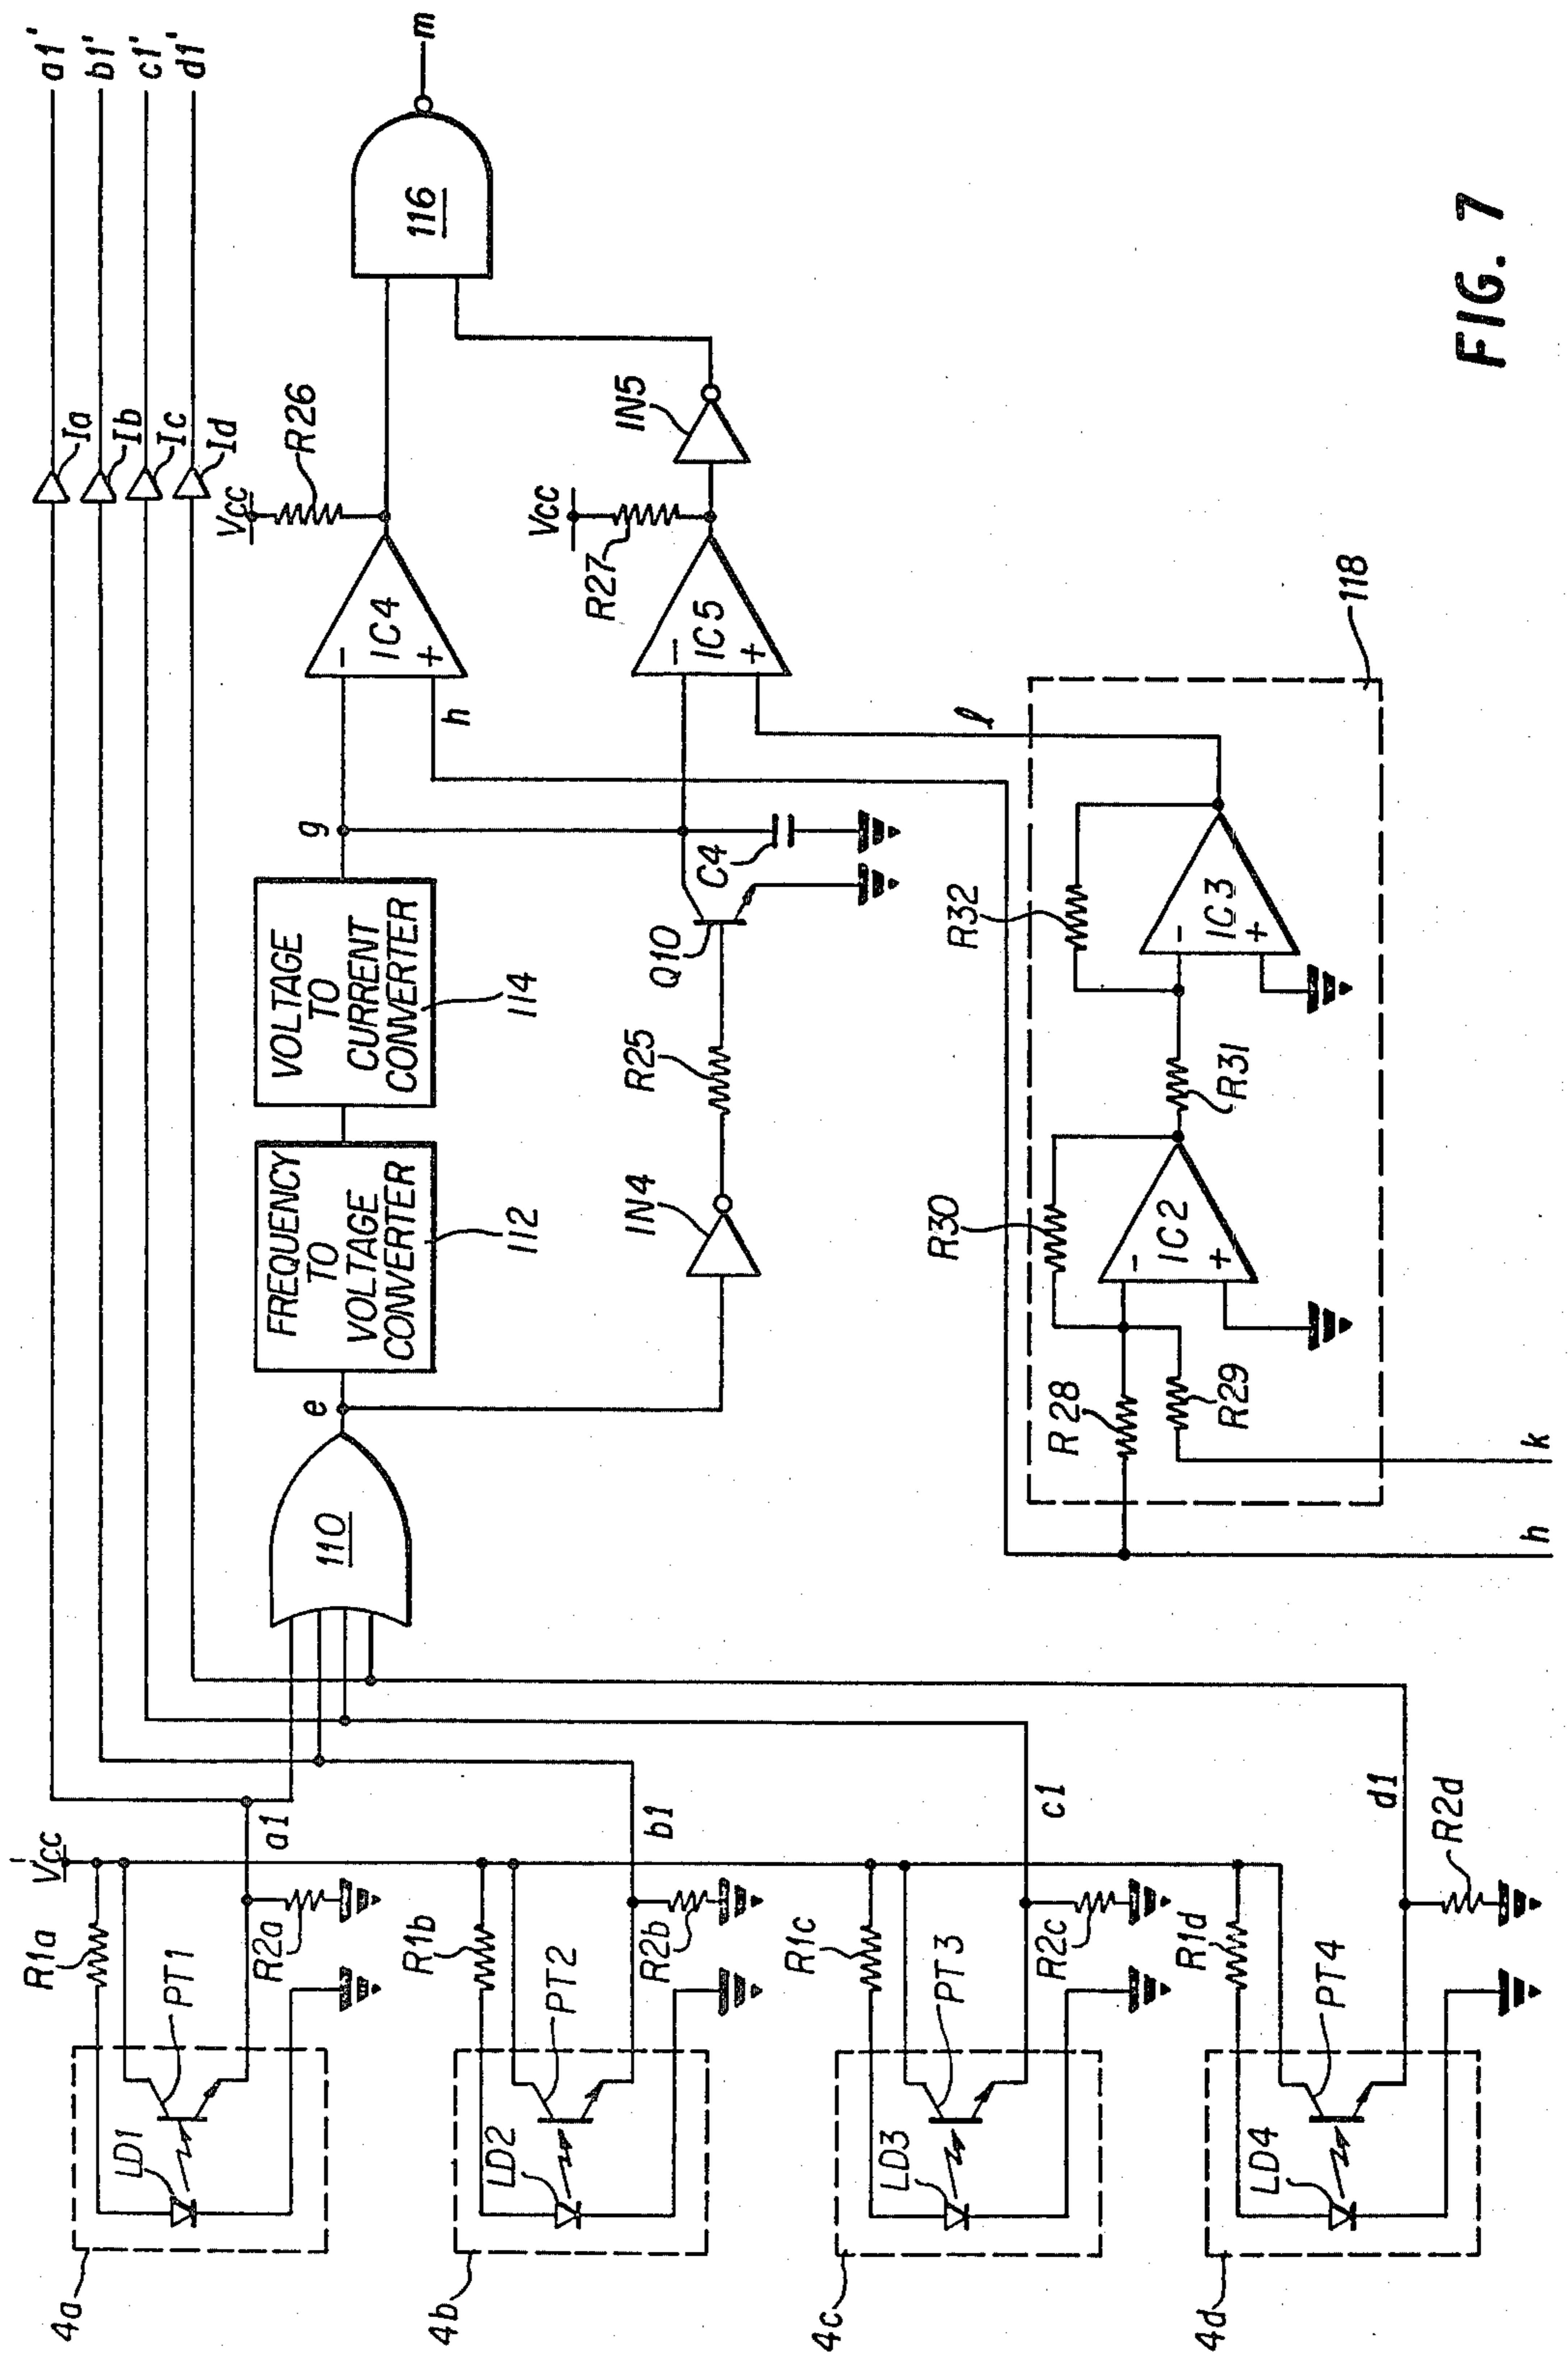 a1'
b1'
c1'
d1'
Ia
Ib
Ic
Id
Vcc
R1a
PT1
LD1
4a
a1
R2a
R1b
PT2
LD2
4b
b1
R2b
R1c
PT3
LD3
4c
c1
R2c
R1d
PT4
LD4
4d
d1
R2d
110
e
FREQUENCY
TO
VOLTAGE
CONVERTER
112
VOLTAGE
TO
CURRENT
CONVERTER
114
g
h
IN4
R25
Q10
C4
-
IC4
+
Vcc
R26
-
IC5
+
Vcc
R27
IN5
116
m
l
118
R28
R29
R30
-
IC2
+
R31
R32
-
IC3
+
h
k
FIG. 7